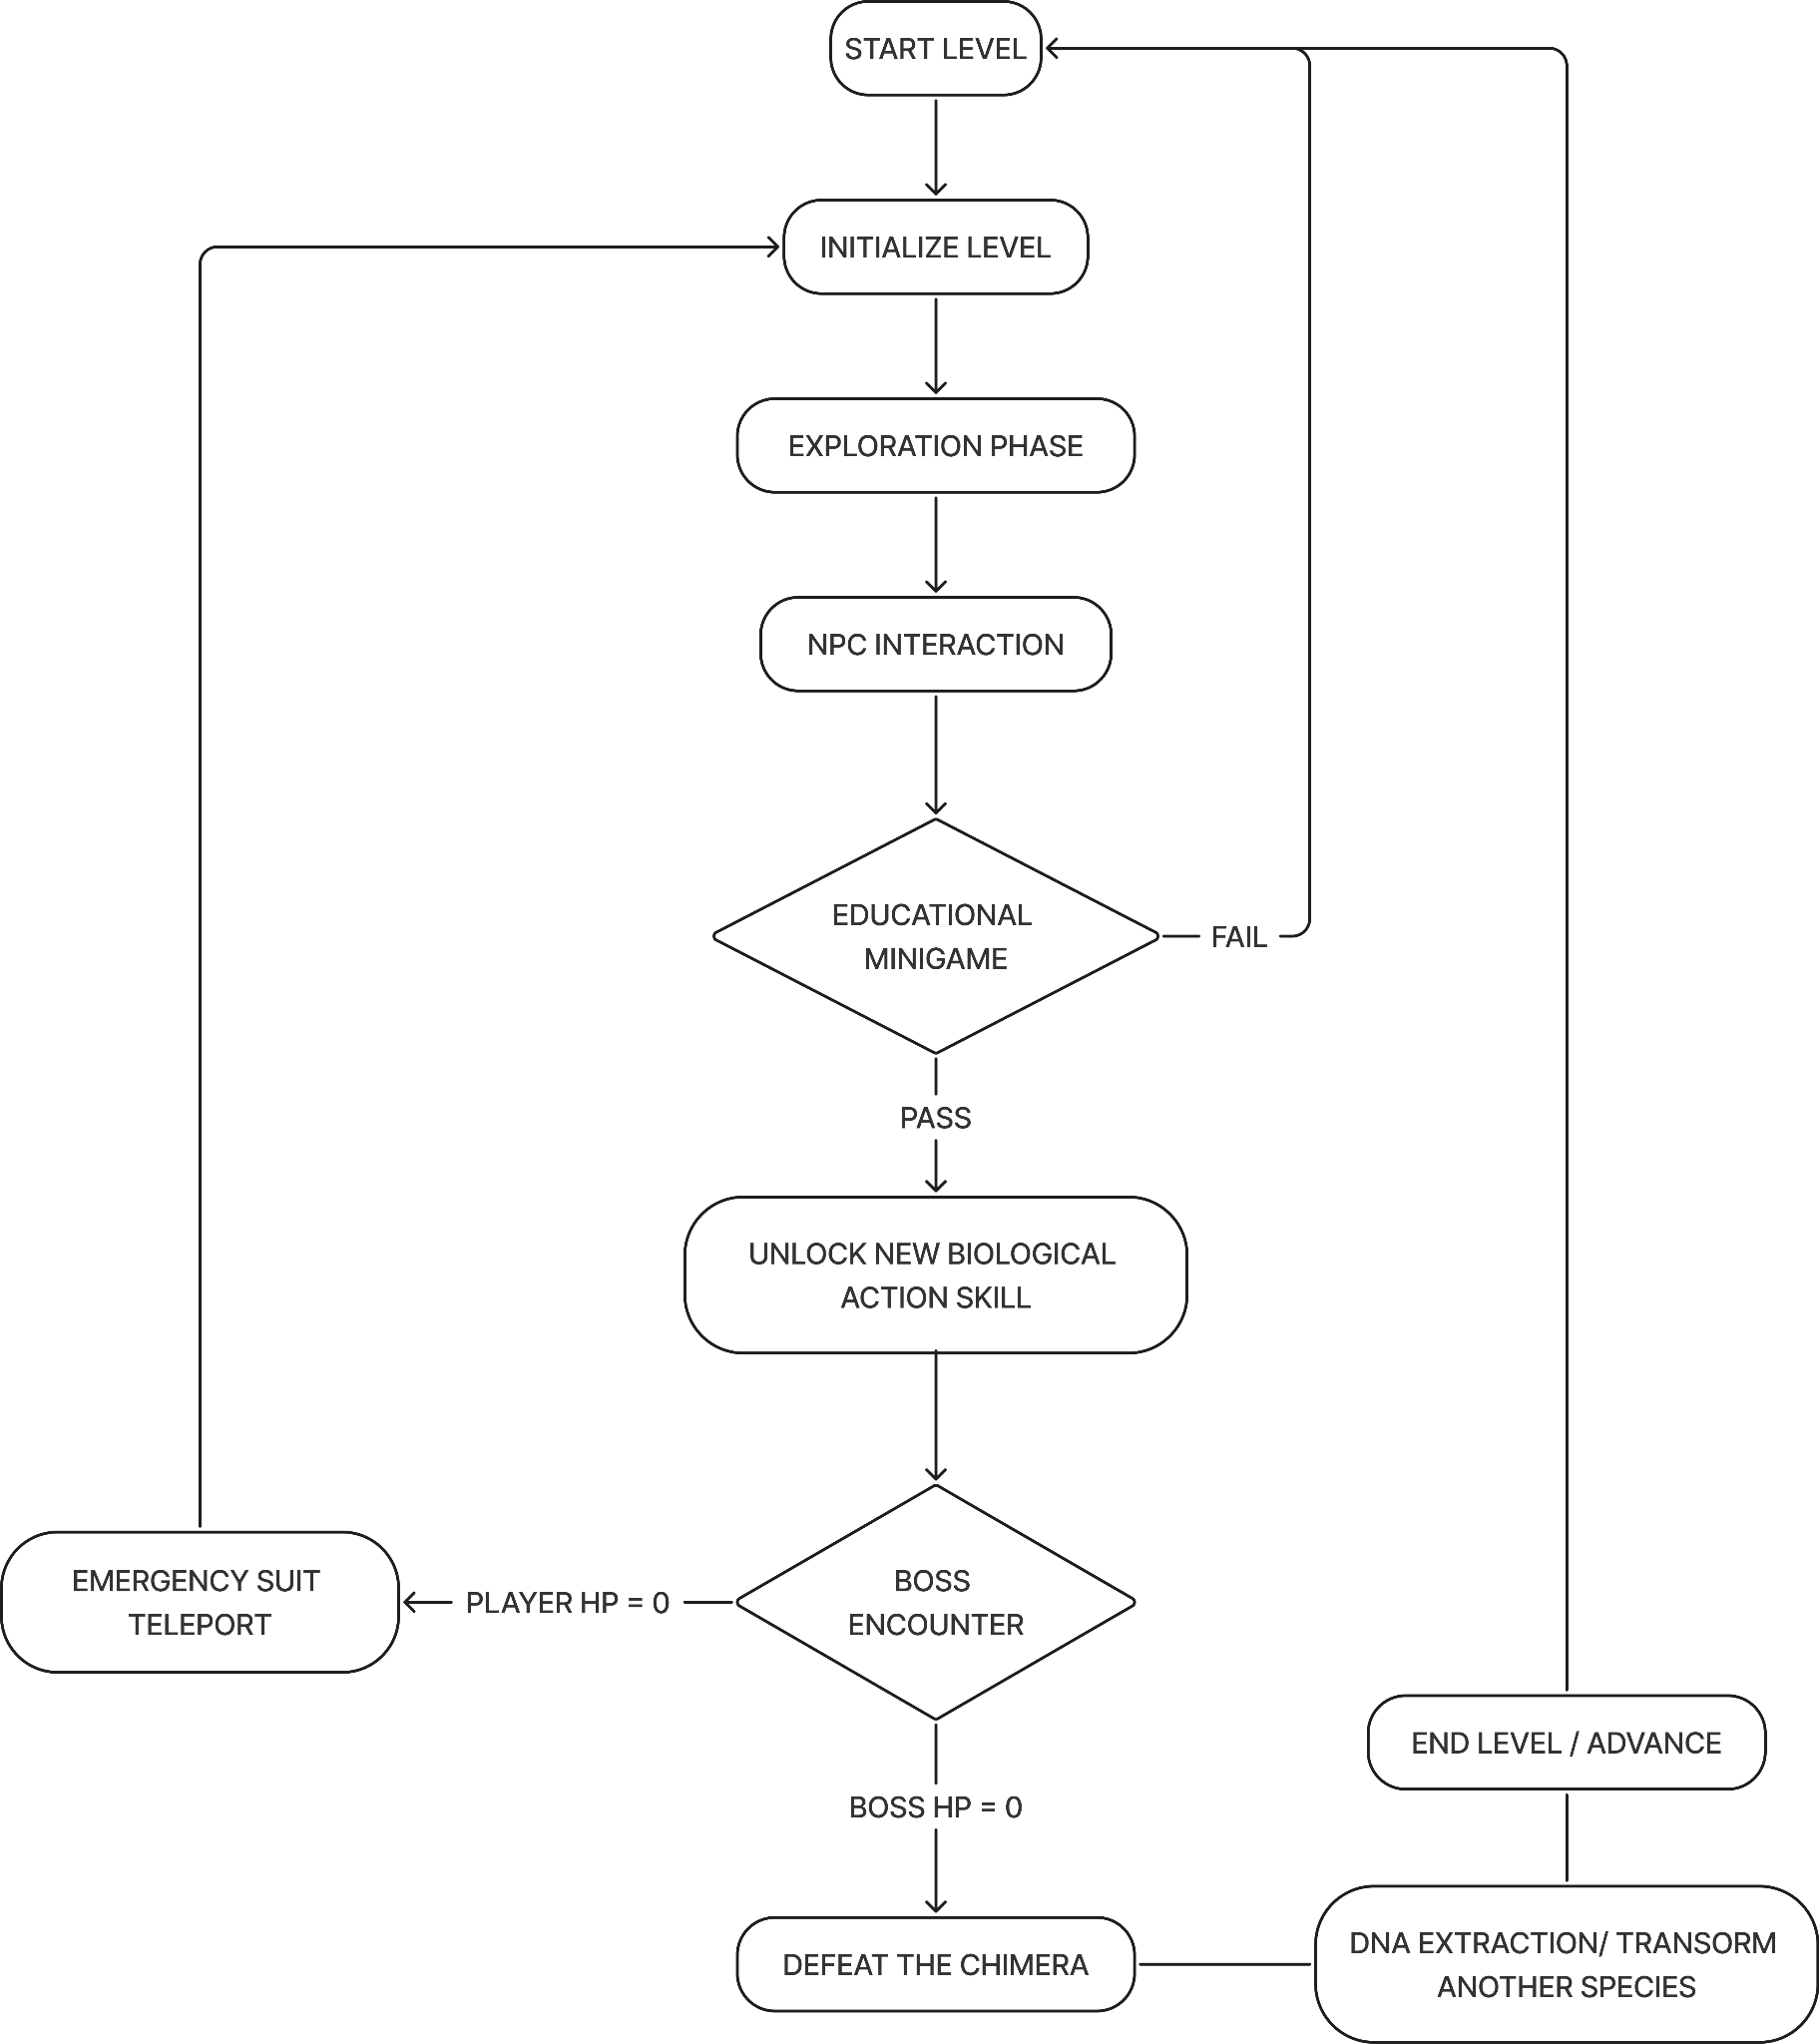 START LEVEL
INITIALIZE LEVEL
EXPLORATION PHASE
NPC INTERACTION
EDUCATIONAL
MINIGAME
FAIL
PASS
UNLOCK NEW BIOLOGICAL
ACTION SKILL
BOSS
ENCOUNTER
PLAYER HP = 0
EMERGENCY SUIT
TELEPORT
BOSS HP = 0
DEFEAT THE CHIMERA
DNA EXTRACTION/ TRANSORM
ANOTHER SPECIES
END LEVEL / ADVANCE